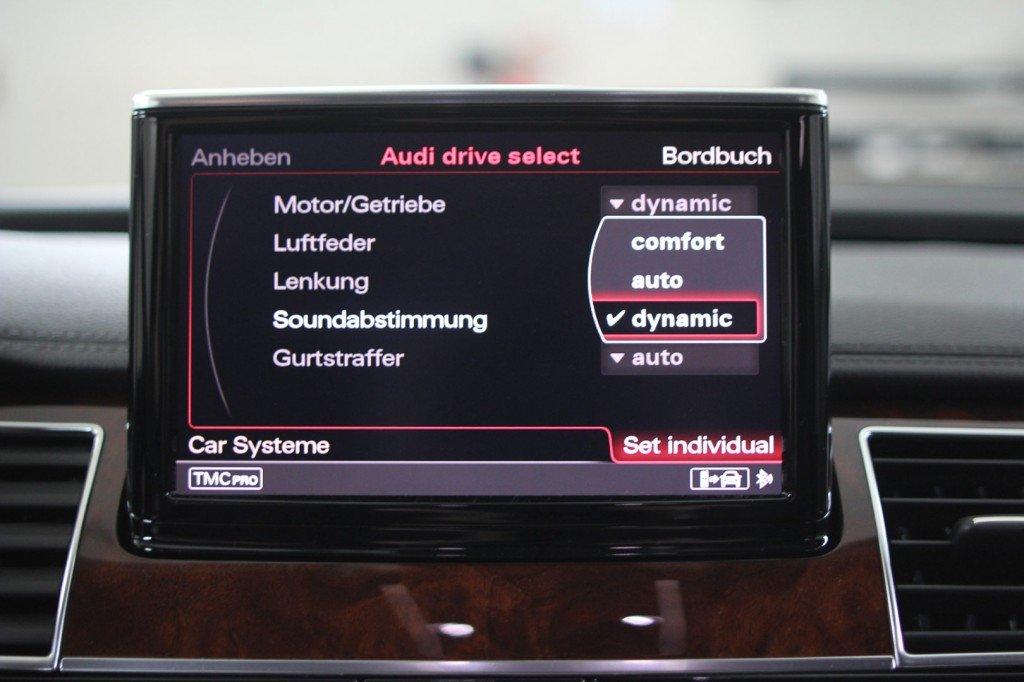 Anheben Audi drive select Bordbuch
Motor/Getriebe ▼ dynamic
Luftfeder comfort
Lenkung auto
Soundabstimmung ✔ dynamic
Gurtstraffer ▼ auto
Car Systeme Set individual
TMC PRO